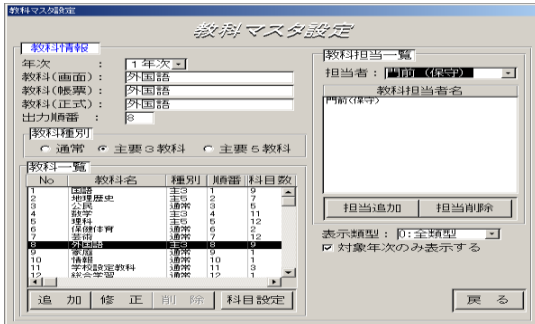 教科マスタ設定
教科マスタ設定
教科情報
年次 : 1年次
教科(画面) : 外国語
教科(帳票) : 外国語
教科(正式) : 外国語
出力順番 : 8
教科種別
通常 主要3教科 主要5教科
教科一覧
No 教科名 種別 順番 科目数
1 国語 主3 1 9
2 地理歴史 主5 2 7
3 公民 通常 3 5
4 数学 主3 4 11
5 理科 主5 5 12
6 保健体育 通常 6 2
7 芸術 通常 7 12
8 外国語 主3 8 9
9 家庭 通常 9 1
10 情報 通常 10 1
11 学校設定教科 通常 11 3
12 総合学習 通常 12 1
追 加 修 正 削 除 科目設定
教科担当一覧
担当者 : 門前 (保守)
教科担当者名
門前(保守)
担当追加 担当削除
表示類型 : 0:全類型
対象年次のみ表示する
戻 る